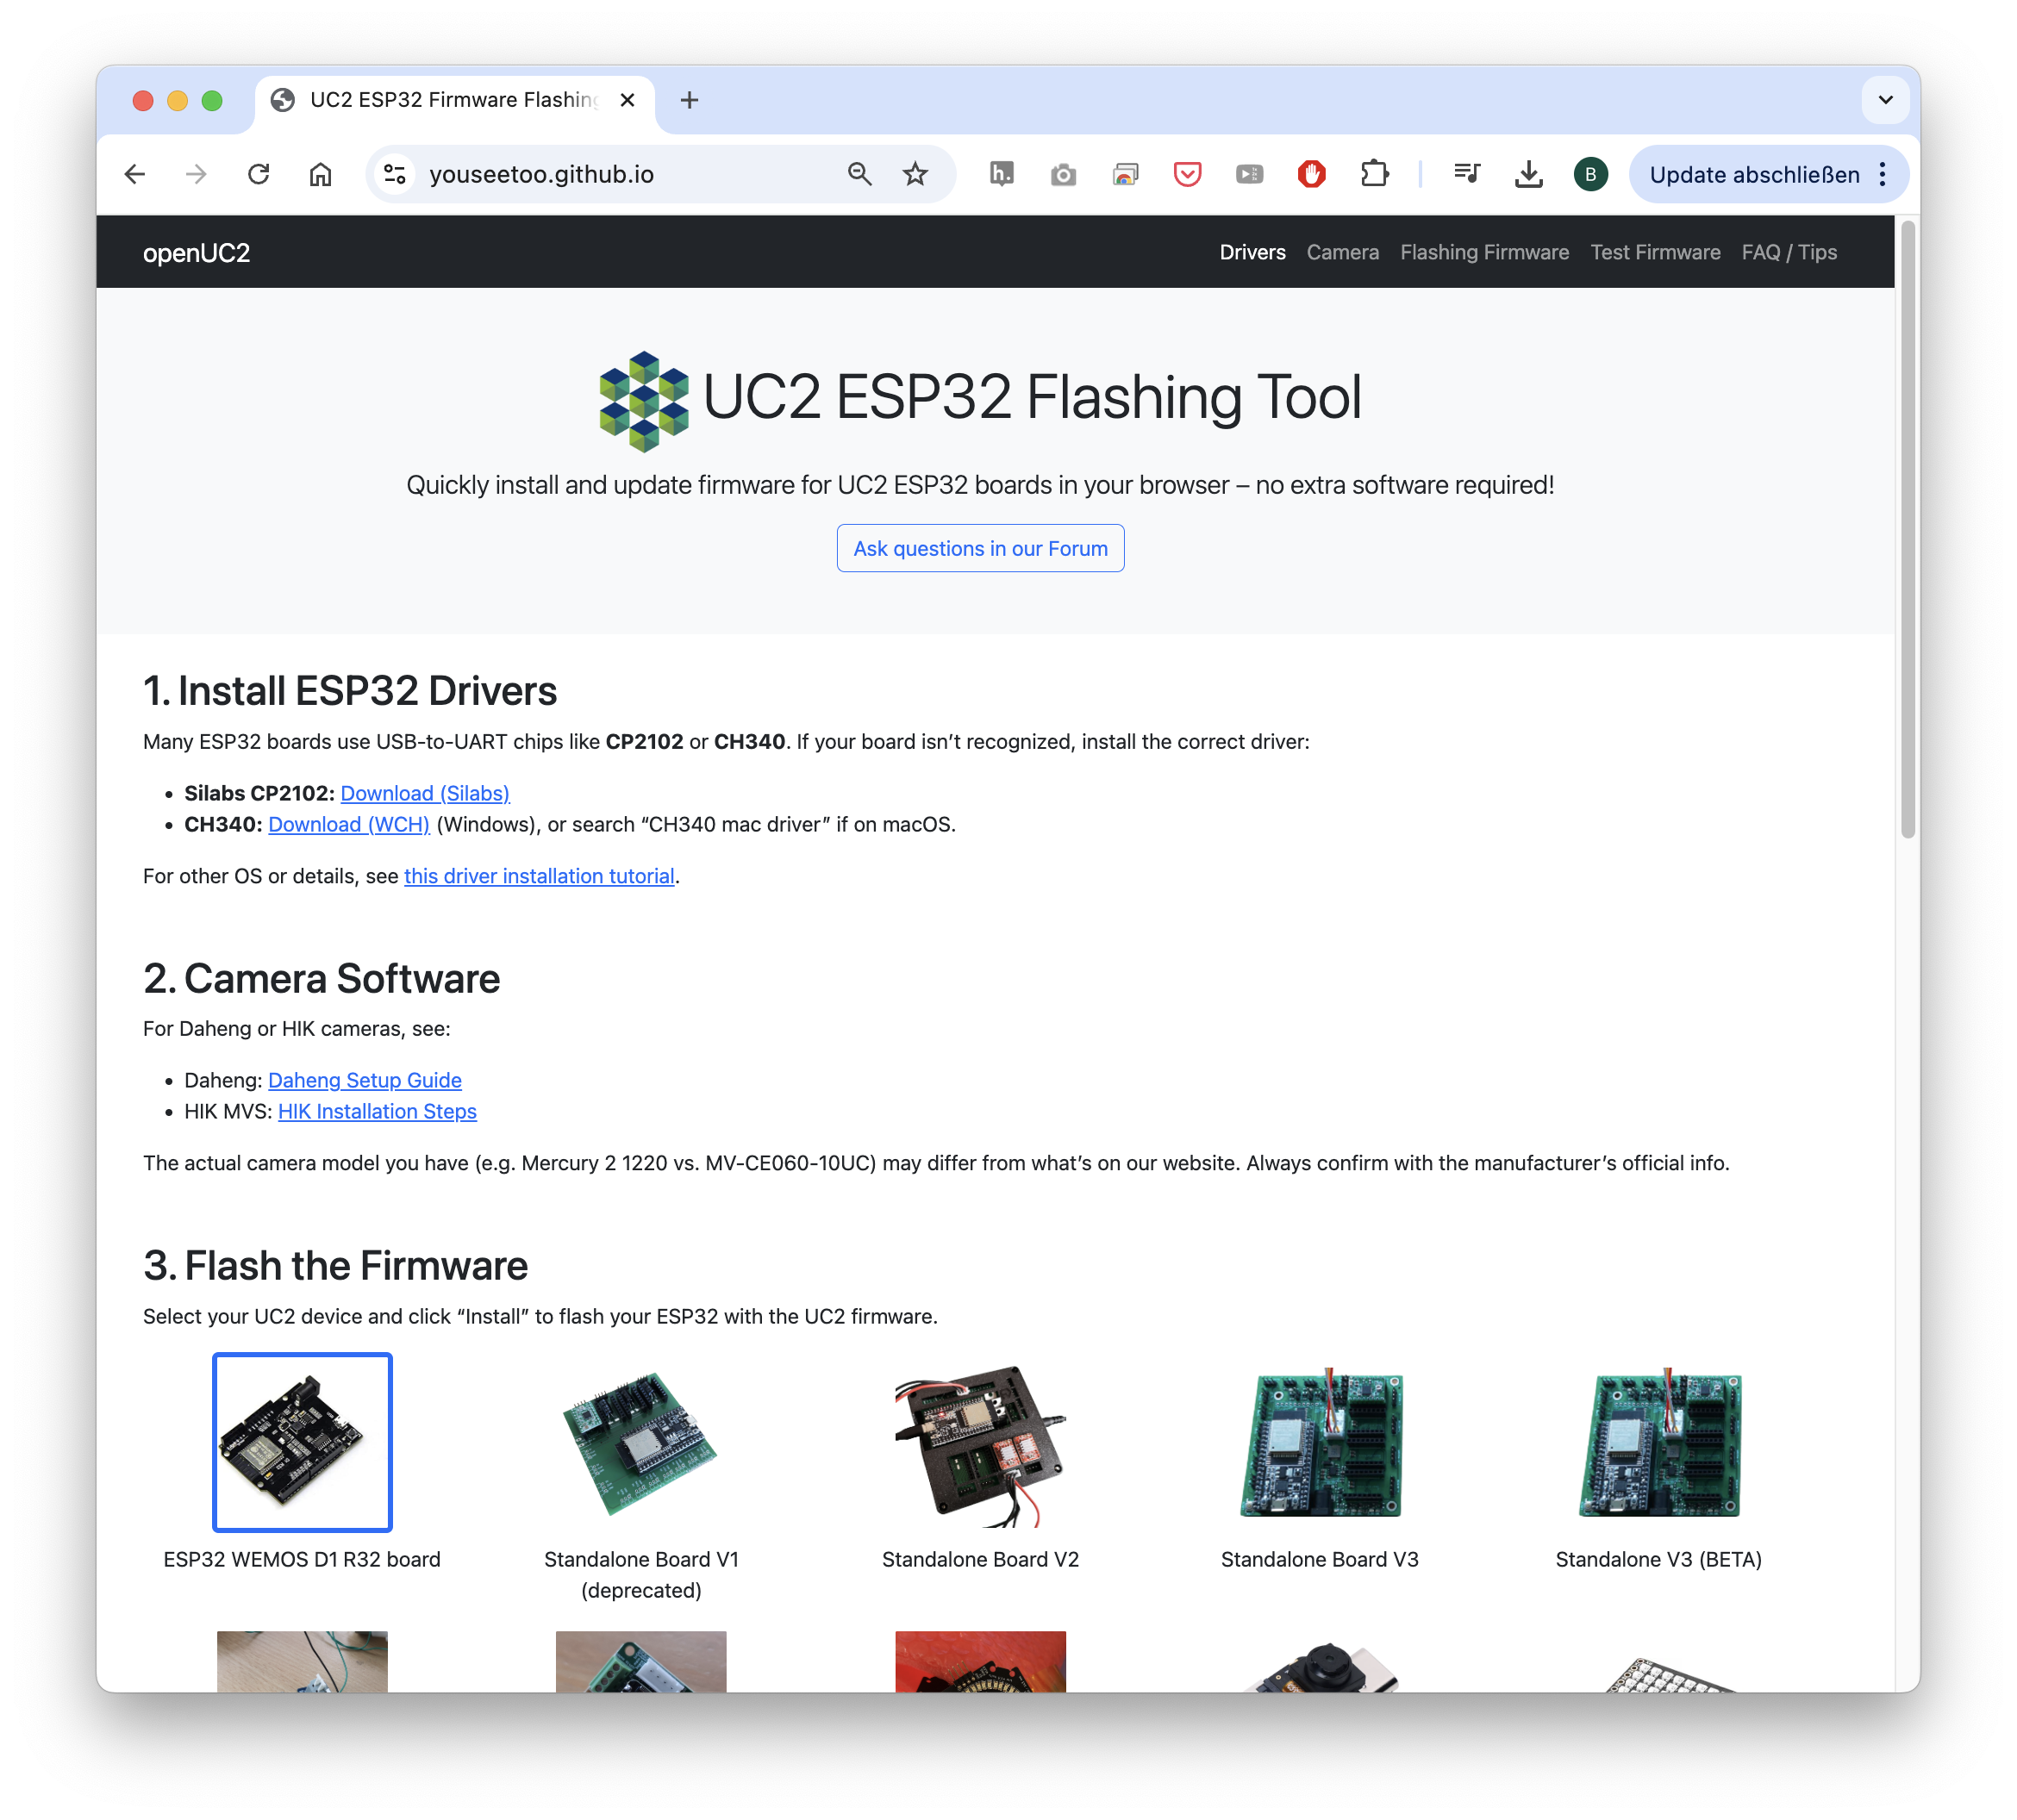 UC2 ESP32 Firmware Flashing
youseetoo.github.io
h.
B
Update abschließen
openUC2
Drivers
Camera
Flashing Firmware
Test Firmware
FAQ / Tips
UC2 ESP32 Flashing Tool
Quickly install and update firmware for UC2 ESP32 boards in your browser – no extra software required!
Ask questions in our Forum
1. Install ESP32 Drivers
Many ESP32 boards use USB-to-UART chips like CP2102 or CH340. If your board isn’t recognized, install the correct driver:
• Silabs CP2102: Download (Silabs)
• CH340: Download (WCH) (Windows), or search “CH340 mac driver” if on macOS.
For other OS or details, see this driver installation tutorial.
2. Camera Software
For Daheng or HIK cameras, see:
• Daheng: Daheng Setup Guide
• HIK MVS: HIK Installation Steps
The actual camera model you have (e.g. Mercury 2 1220 vs. MV-CE060-10UC) may differ from what’s on our website. Always confirm with the manufacturer’s official info.
3. Flash the Firmware
Select your UC2 device and click “Install” to flash your ESP32 with the UC2 firmware.
ESP32 WEMOS D1 R32 board
Standalone Board V1
(deprecated)
Standalone Board V2
Standalone Board V3
Standalone V3 (BETA)